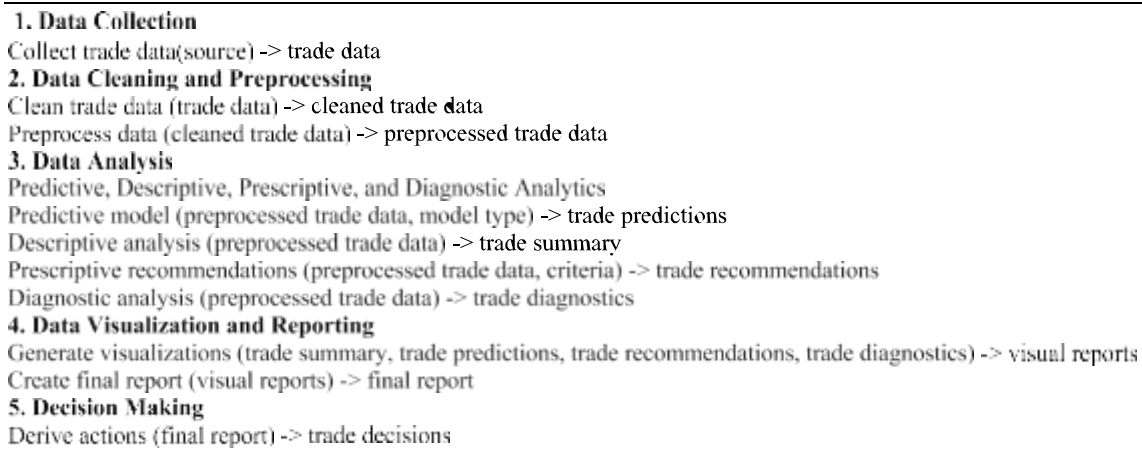 1. Data Collection
Collect trade data(source) -> trade data
2. Data Cleaning and Preprocessing
Clean trade data (trade data) -> cleaned trade data
Preprocess data (cleaned trade data) -> preprocessed trade data
3. Data Analysis
Predictive, Descriptive, Prescriptive, and Diagnostic Analytics
Predictive model (preprocessed trade data, model type) -> trade predictions
Descriptive analysis (preprocessed trade data) -> trade summary
Prescriptive recommendations (preprocessed trade data, criteria) -> trade recommendations
Diagnostic analysis (preprocessed trade data) -> trade diagnostics
4. Data Visualization and Reporting
Generate visualizations (trade summary, trade predictions, trade recommendations, trade diagnostics) -> visual reports
Create final report (visual reports) -> final report
5. Decision Making
Derive actions (final report) -> trade decisions